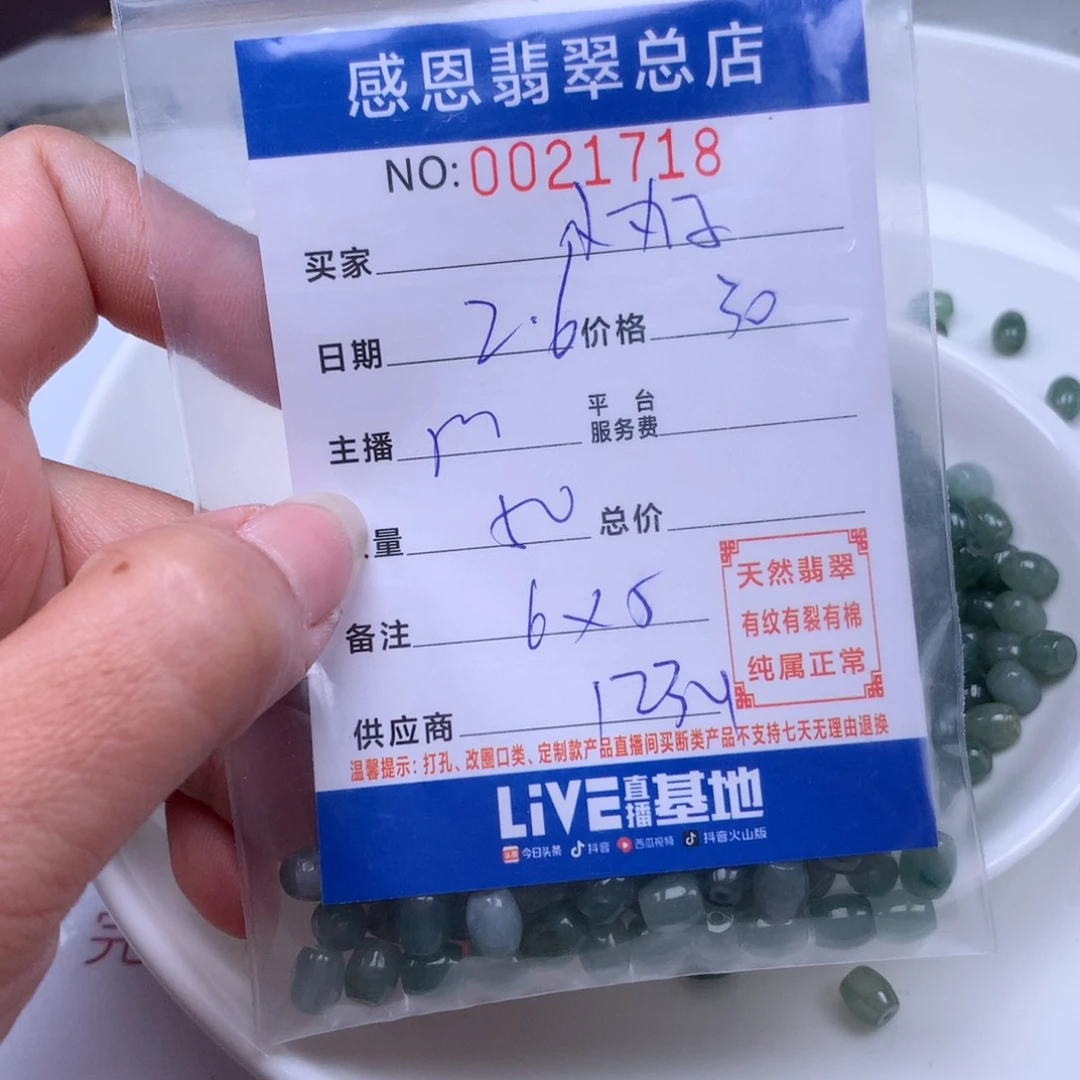 感恩翡翠总店
NO:0021718
买家
日期 2.6 价格 30
主播 m 平台服务费
量 总价
备注 6×5
供应商 1234
天然翡翠
有纹有裂有棉
纯属正常
温馨提示：打孔、改圈口类、定制款产品直播间买断类产品不支持七天无理由退换
LiVE直播基地
头条 今日头条 抖音 西瓜视频 抖音火山版
完